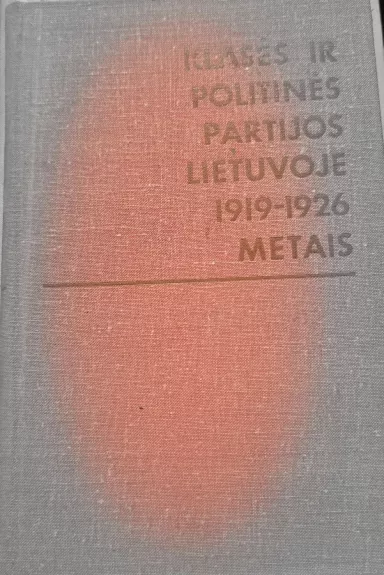 KLASĖS IR
POLITINĖS
PARTIJOS
LIETUVOJE
1919-1926
METAIS